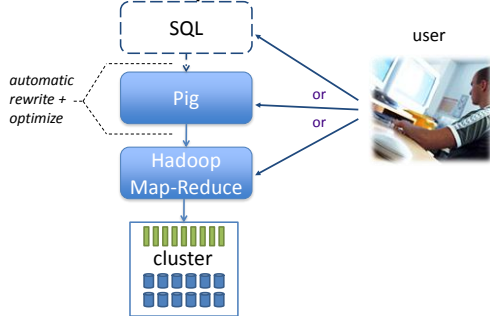 SQL
user
automatic
rewrite +
optimize
Pig
or
or
Hadoop
Map-Reduce
cluster